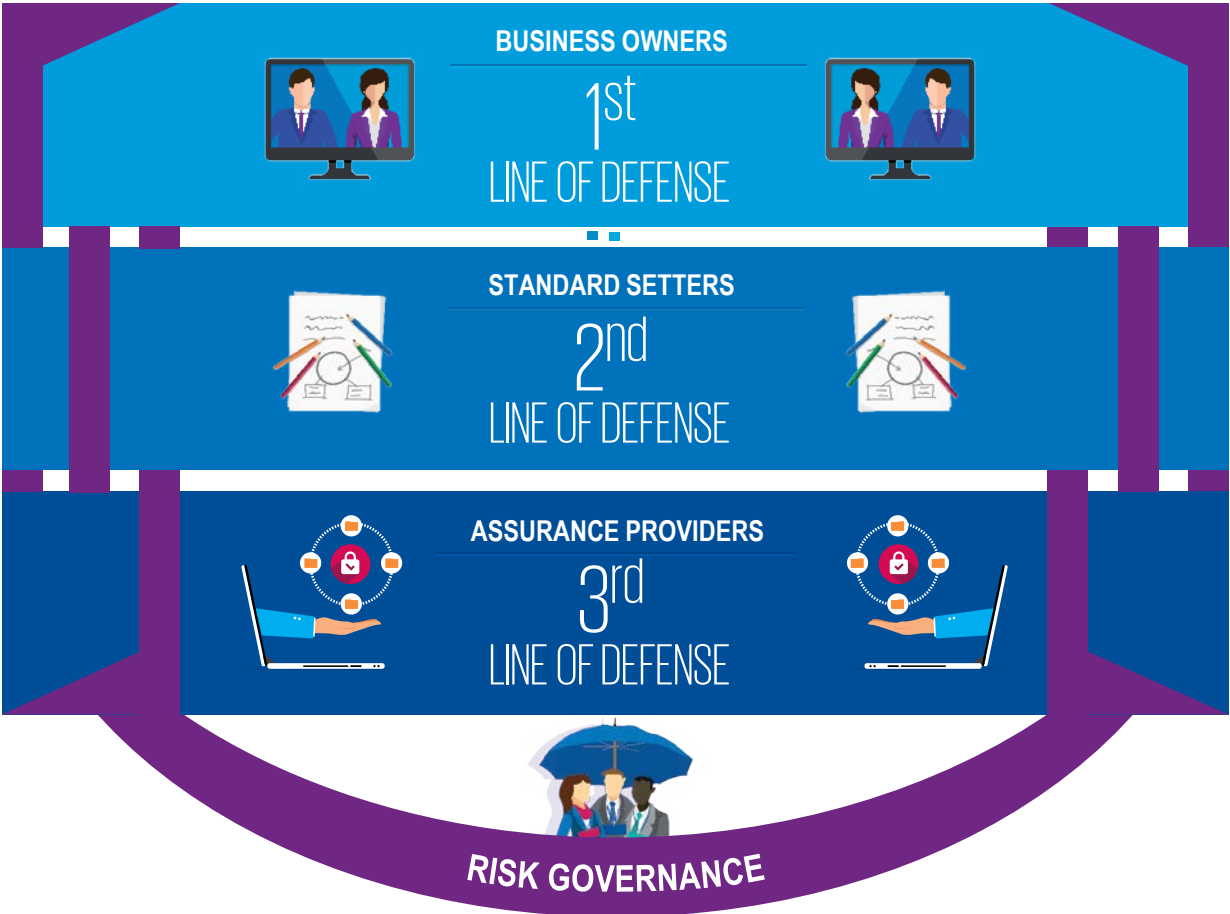 BUSINESS OWNERS
1st
LINE OF DEFENSE
STANDARD SETTERS
2nd
LINE OF DEFENSE
ASSURANCE PROVIDERS
3rd
LINE OF DEFENSE
RISK GOVERNANCE